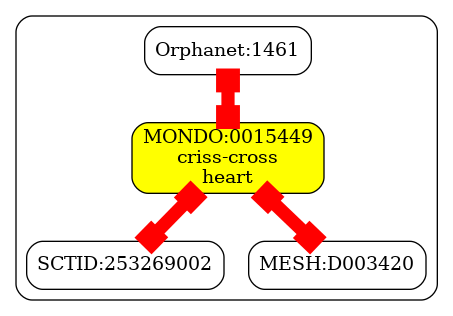 Orphanet:1461
MONDO:0015449
criss-cross
heart
SCTID:253269002
MESH:D003420